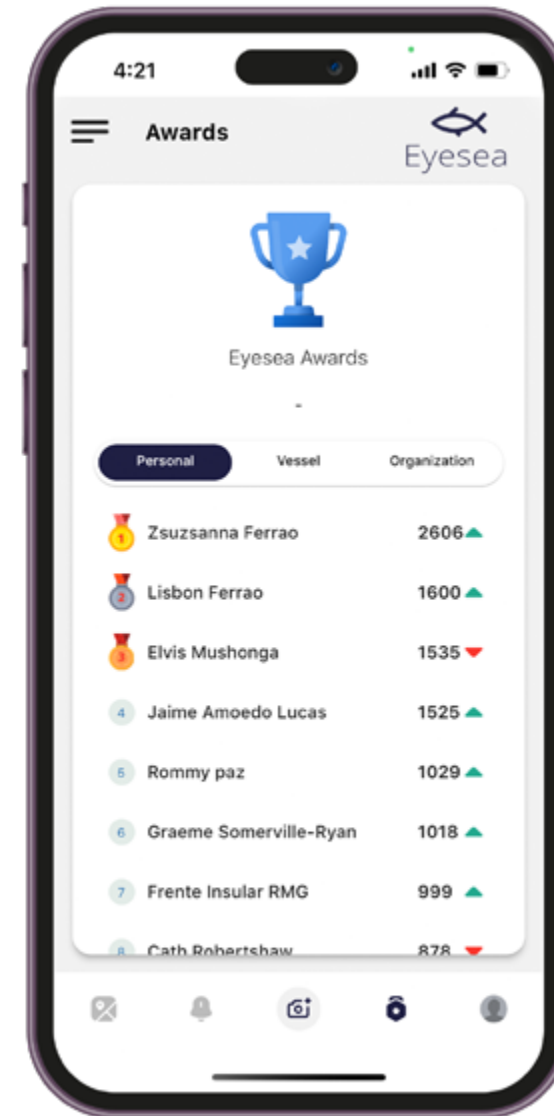 4:21
Awards
Eyesea
Eyesea Awards
-
Personal Vessel Organization
1 Zsuzsanna Ferrao 2606
2 Lisbon Ferrao 1600
3 Elvis Mushonga 1535
4 Jaime Amoedo Lucas 1525
5 Rommy paz 1029
6 Graeme Somerville-Ryan 1018
7 Frente Insular RMG 999
8 Cath Robertshaw 878